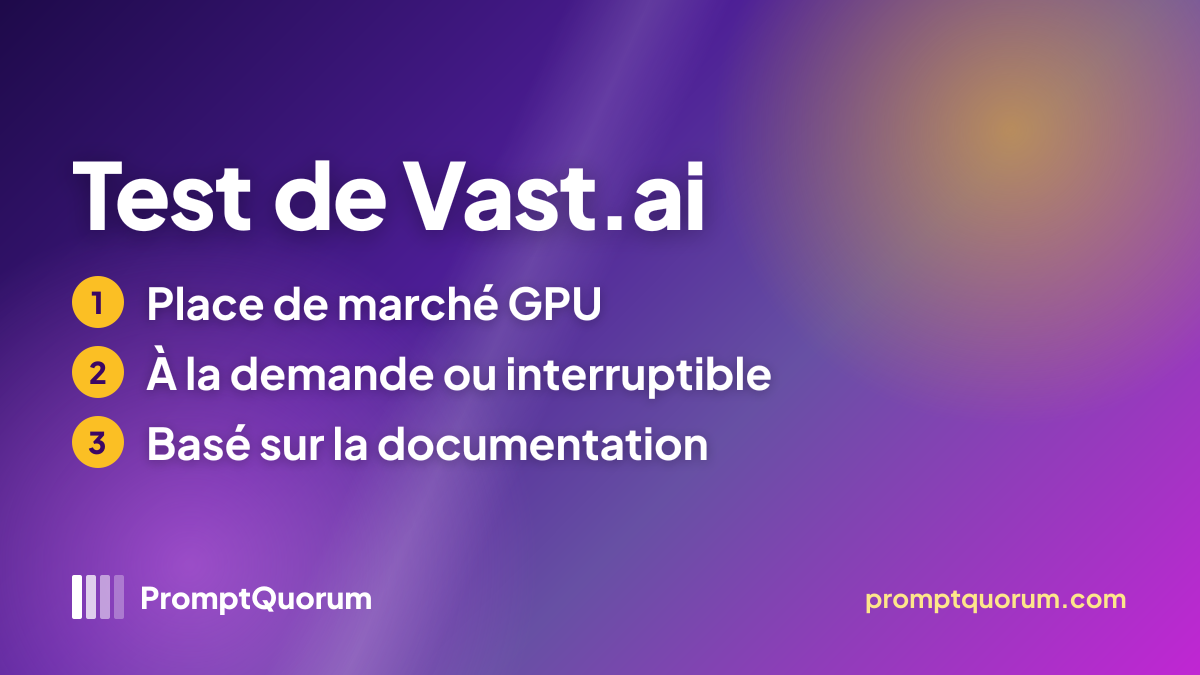 Test de Vast.ai
1 Place de marché GPU
2 À la demande ou interruptible
3 Basé sur la documentation
PromptQuorum
promptquorum.com